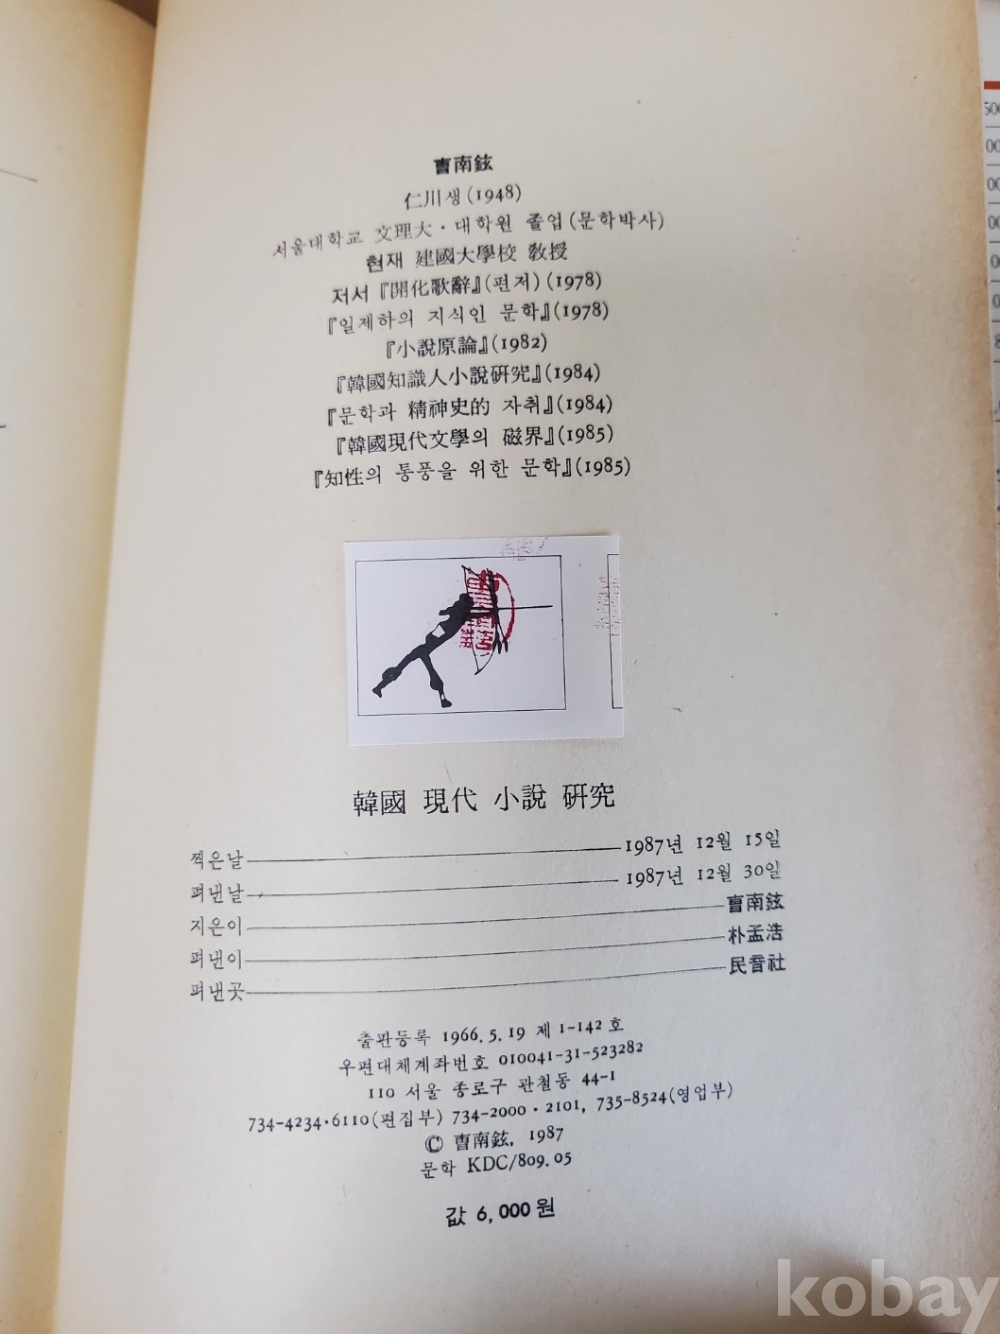 曺南鉉
仁川생(1948)
서울대학교 文理大・대학원 졸업(문학박사)
현재 建國大學校 敎授
저서『開化歌辭』(편저)(1978)
『일제하의 지식인 문학』(1978)
『小說原論』(1982)
『韓國知識人小說硏究』(1984)
『문학과 精神史的 자취』(1984)
『韓國現代文學의 磁界』(1985)
『知性의 통풍을 위한 문학』(1985)
韓國 現代 小說 硏究
찍은날 1987년 12월 15일
펴낸날 1987년 12월 30일
지은이 曺南鉉
펴낸이 朴孟浩
펴낸곳 民音社
출판등록 1966. 5. 19 제 1-142 호
우편대체계좌번호 010041-31-523282
110 서울 종로구 관철동 44-1
734-4234・6110(편집부) 734-2000・2101, 735-8524(영업부)
© 曺南鉉, 1987
문학 KDC/809.05
값 6,000원
kobay